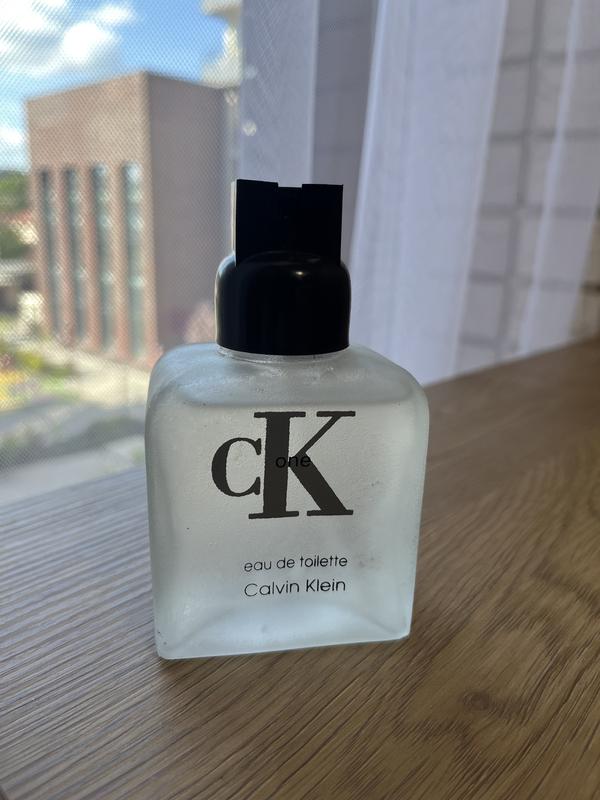 cK
one
eau de toilette
Calvin Klein